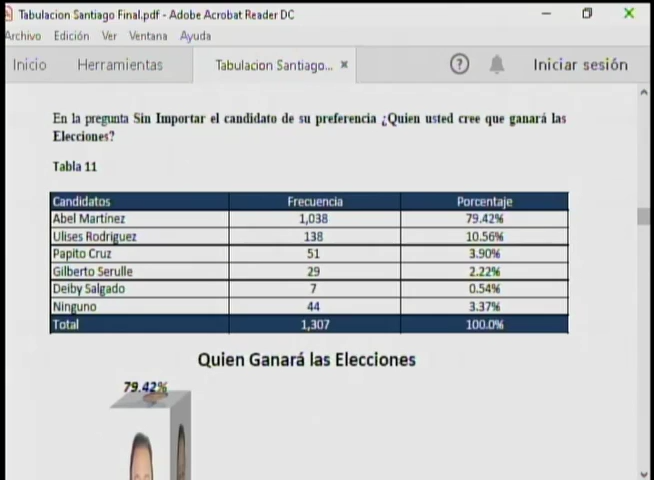 Tabulacion Santiago Final.pdf - Adobe Acrobat Reader DC
Archivo Edición Ver Ventana Ayuda
Inicio Herramientas Tabulacion Santiago... × ? Iniciar sesión
En la pregunta Sin Importar el candidato de su preferencia ¿Quien usted cree que ganará las
Elecciones?
Tabla 11
Candidatos Frecuencia Porcentaje
Abel Martínez 1,038 79.42%
Ulises Rodríguez 138 10.56%
Papito Cruz 51 3.90%
Gilberto Serulle 29 2.22%
Deiby Salgado 7 0.54%
Ninguno 44 3.37%
Total 1,307 100.0%
Quien Ganará las Elecciones
79.42%